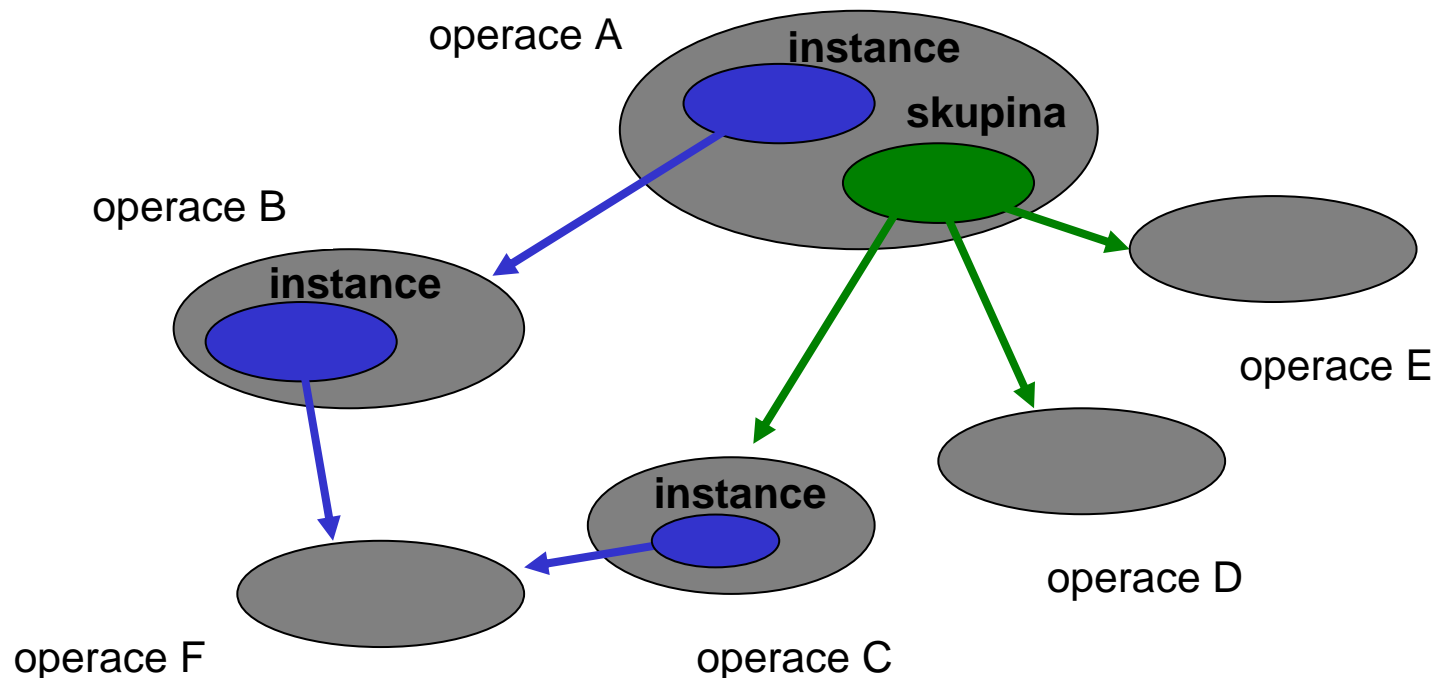 operace A
instance
skupina
operace B
instance
operace E
instance
operace D
operace F
operace C